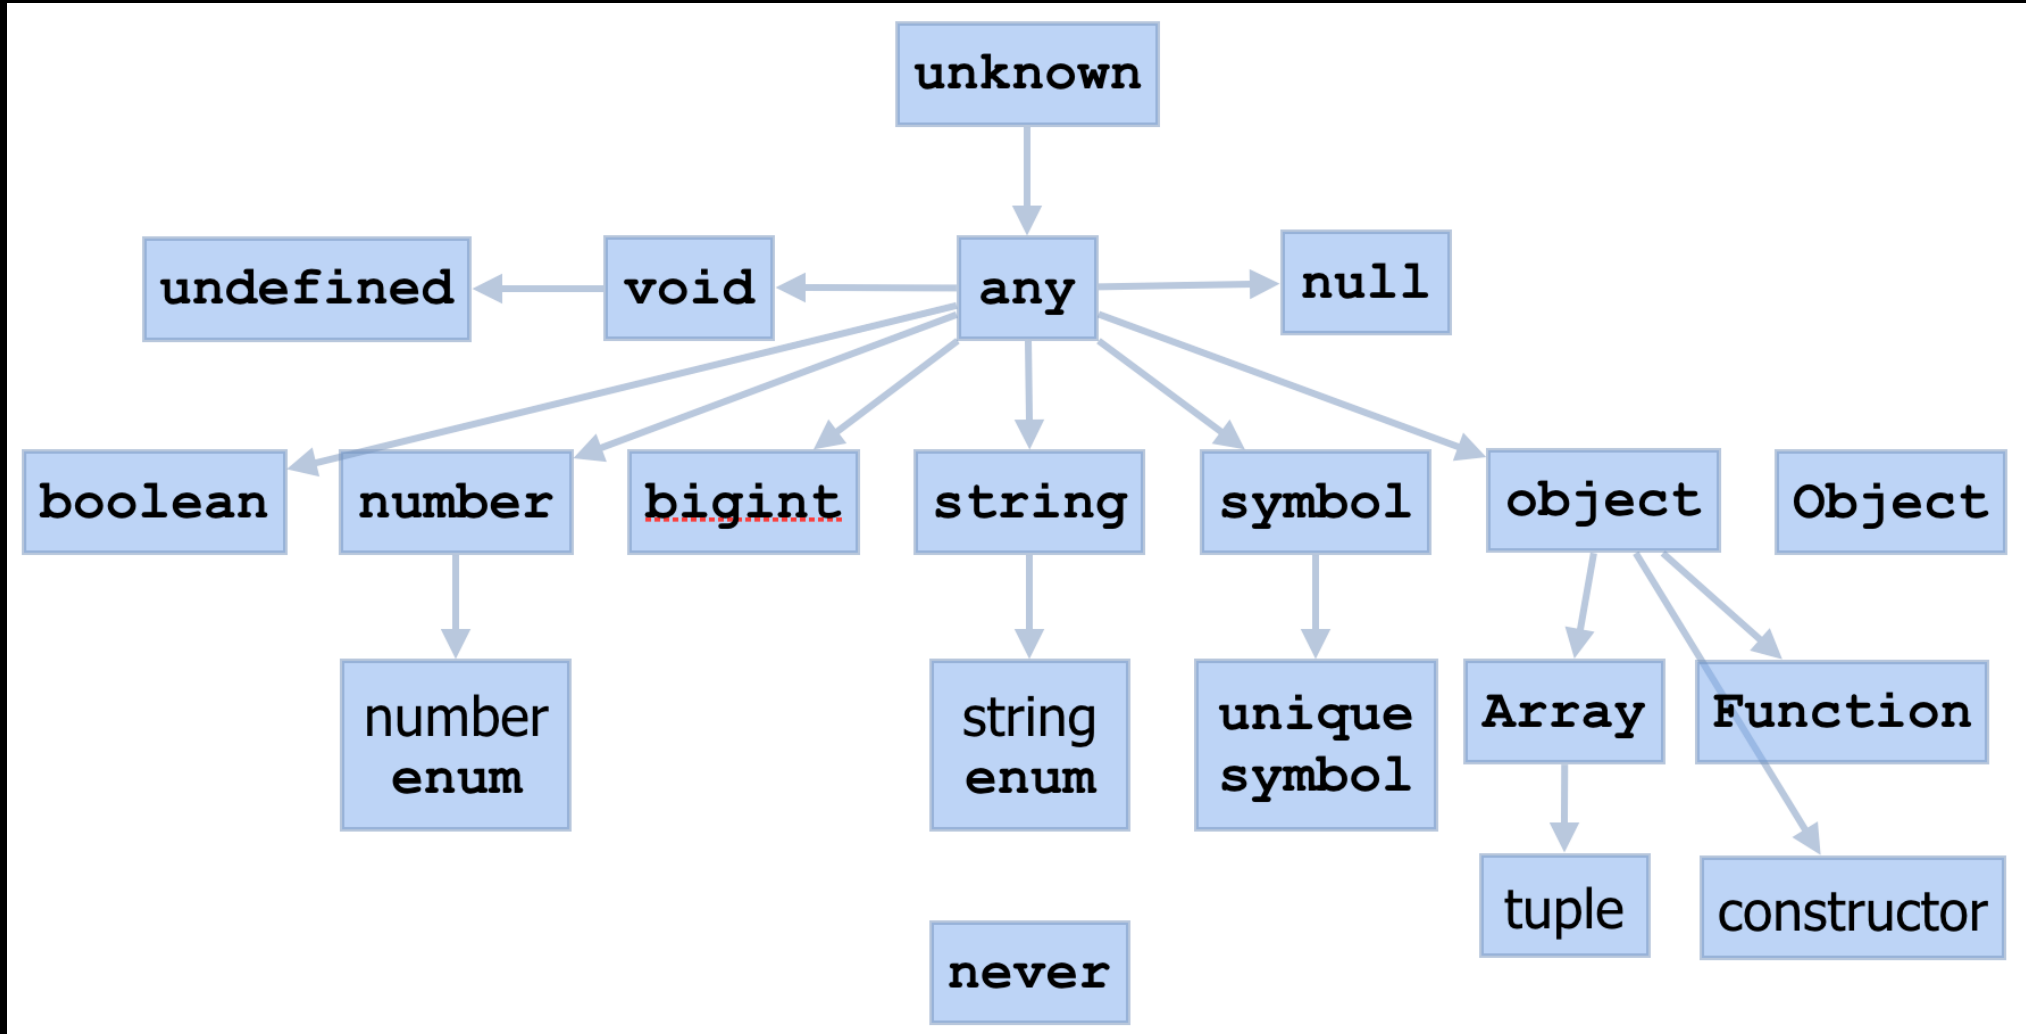 unknown
undefined
void
any
null
boolean
number
bigint
string
symbol
object
Object
number
enum
string
enum
unique
symbol
Array
Function
tuple
constructor
never